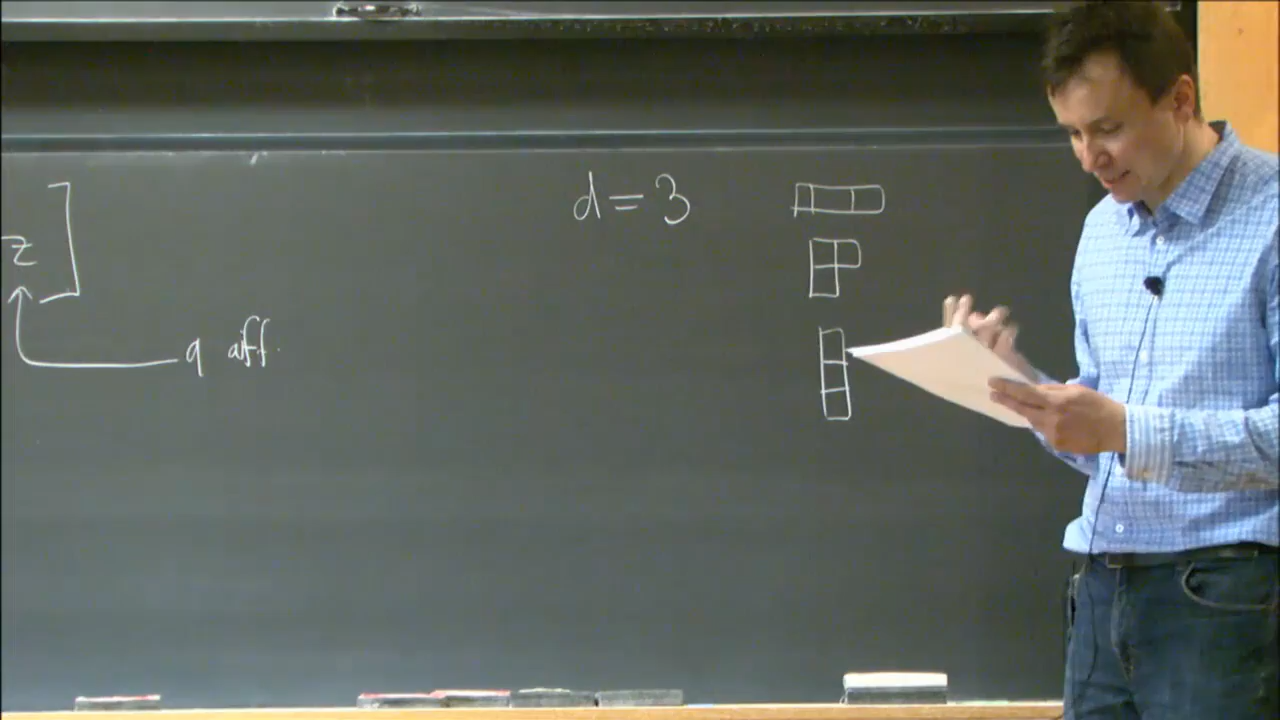 d = 3
z ]
q aff.